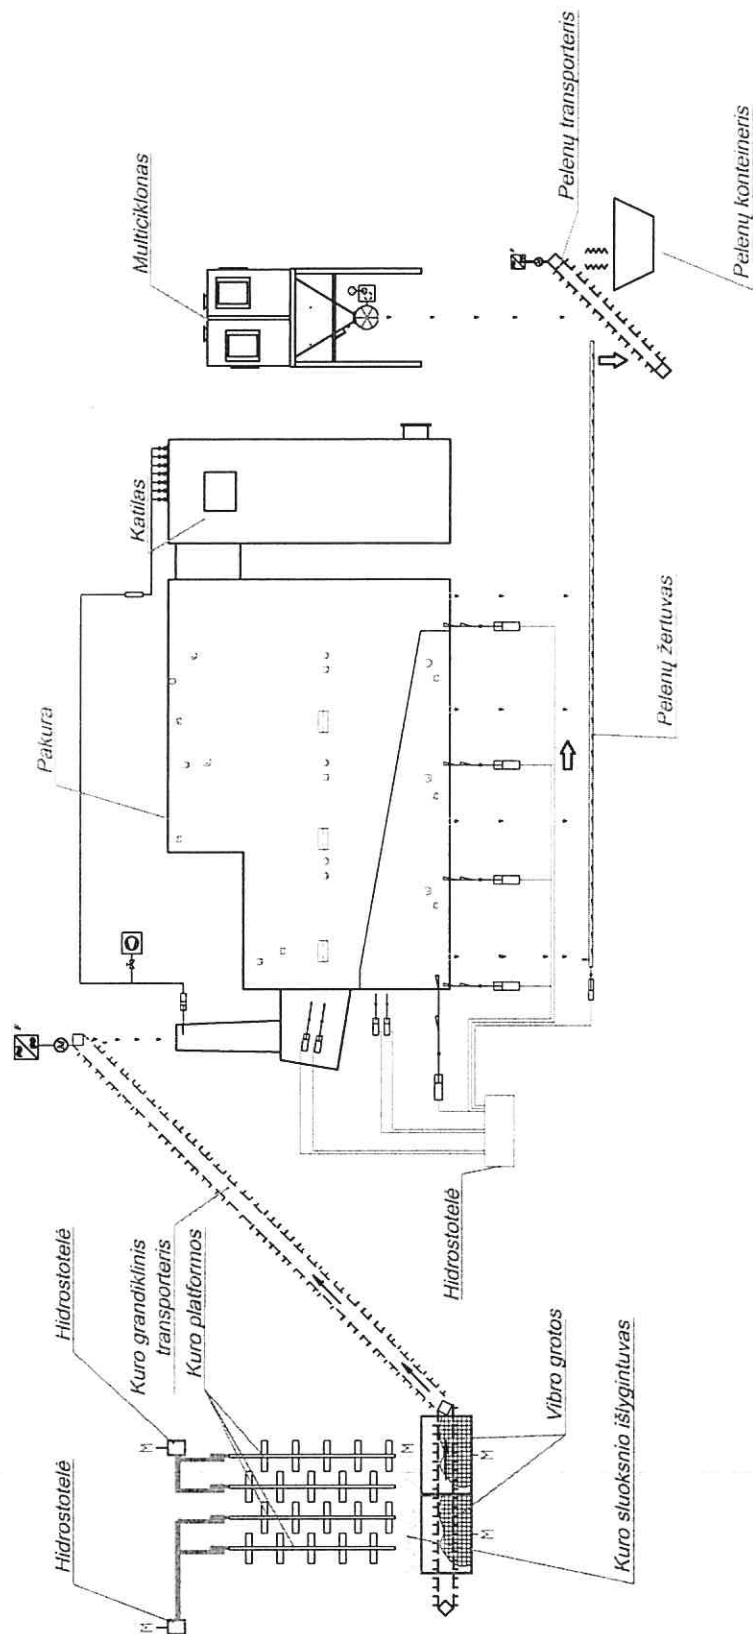 Hidrostotelė
Hidrostotelė
Kuro grandiklinis
transporteris
Kuro platformos
Pakura
Katilas
Multiciklonas
M
M
M
M
M
Hidrostotelė
Vibro grotos
Kuro sluoksnio išlygintuvas
Pelenų žertuvas
Pelenų transporteris
Pelenų konteineris